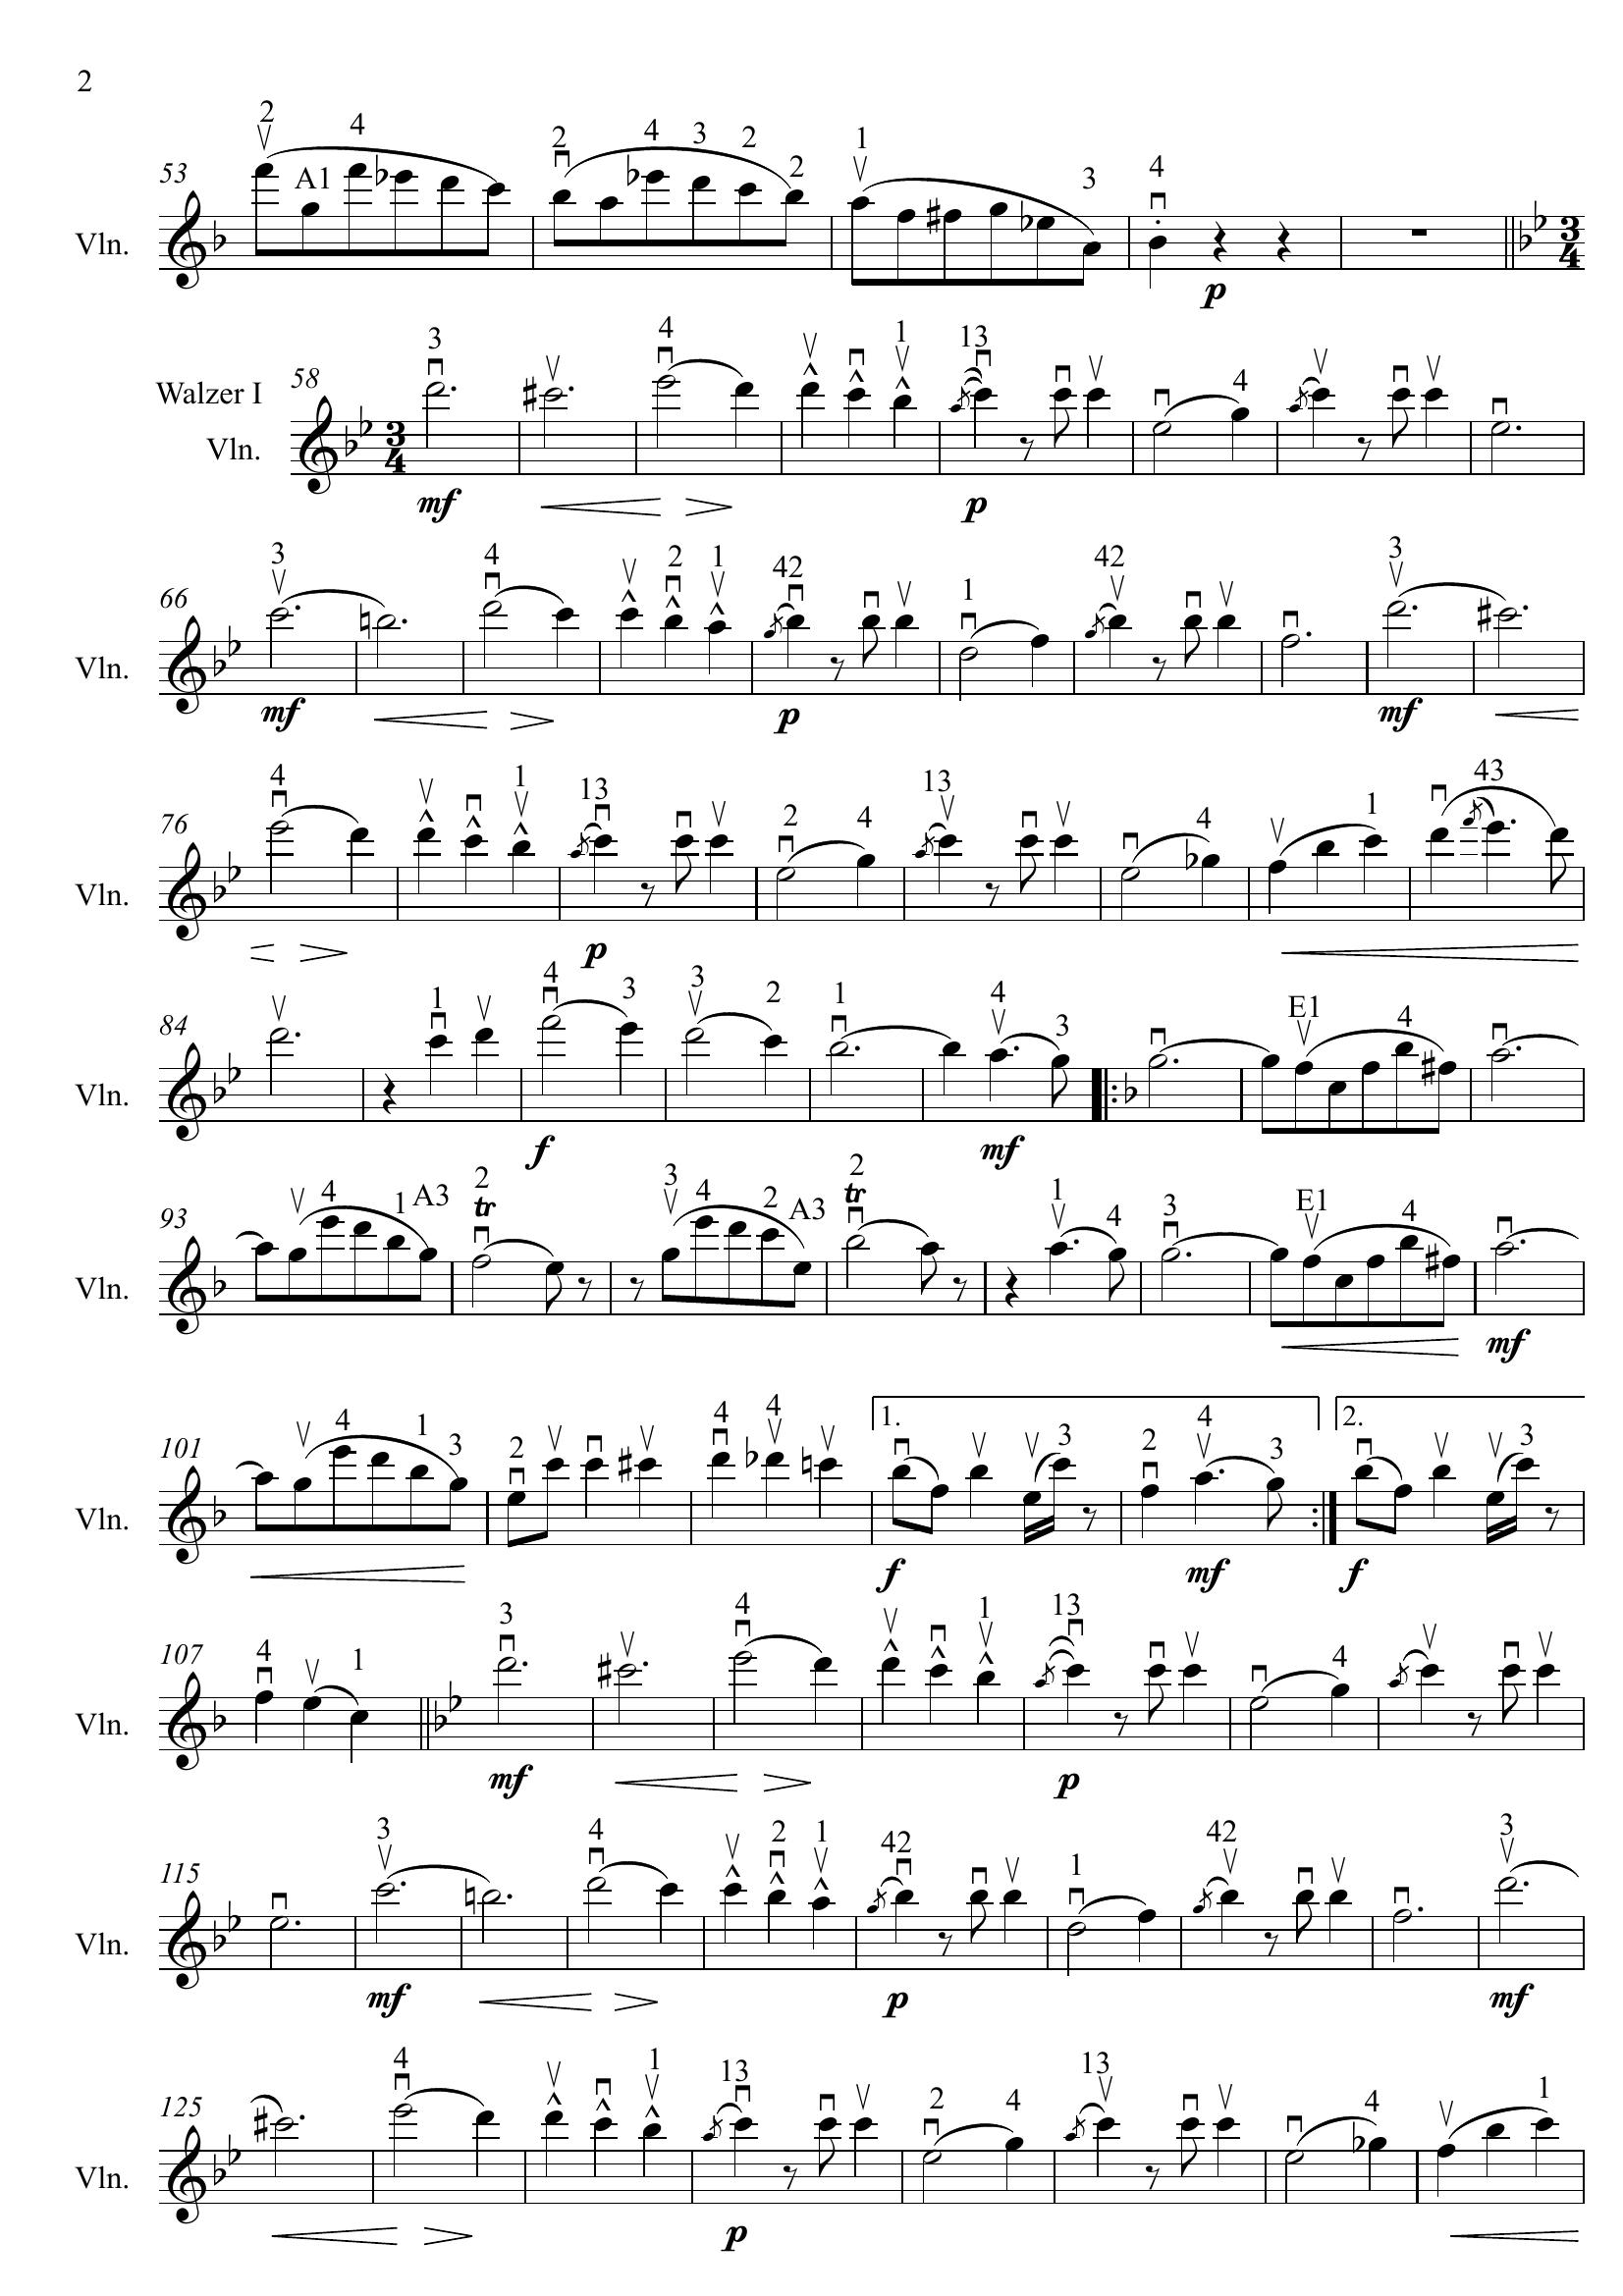 2
2 4 2 4 3 2 2 1 3 4
53 A1
Vln. p 3 4
3 4 1 13 4
Walzer I 58
Vln. 3 4
mf p
3 4 2 1 42 1 42 3
66
Vln.
mf p mf
4 1 13 2 4 13 4 1 43
76
Vln.
p
4 3 3 2 1 4 3 E1 4
84
Vln.
f mf
4 1 A3 2 3 4 2 A3 2 1 4 3 E1 4
tr tr
93
Vln.
mf
1. 2.
4 1 3 2 4 4 3 2 4 3 3
101
Vln.
f mf f
4 1 3 4 1 13 4
107
Vln.
mf p
3 4 2 1 42 1 42 3
115
Vln.
mf p mf
4 1 13 2 4 13 4 1
125
Vln.
p